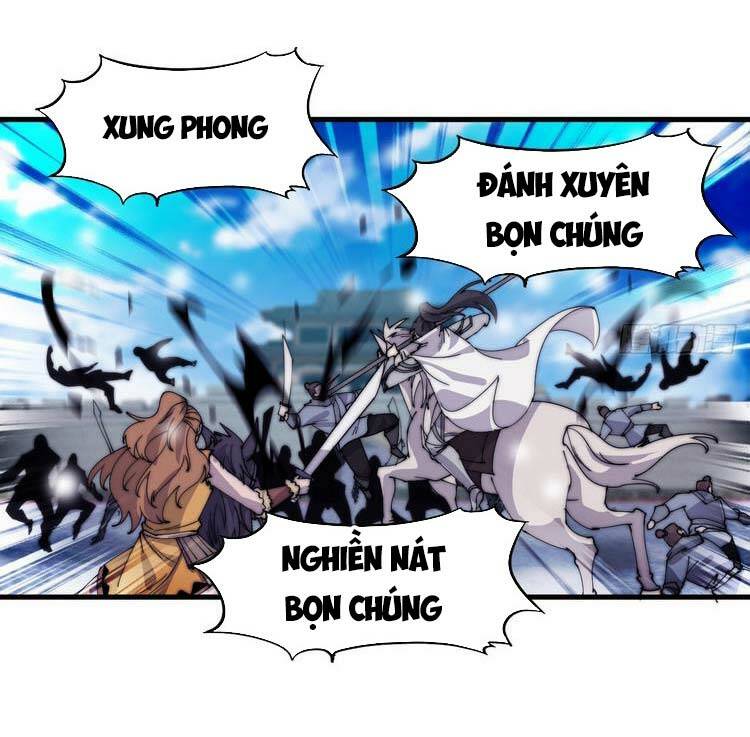 XUNG PHONG
ĐÁNH XUYÊN
BỌN CHÚNG
NGHIỀN NÁT
BỌN CHÚNG